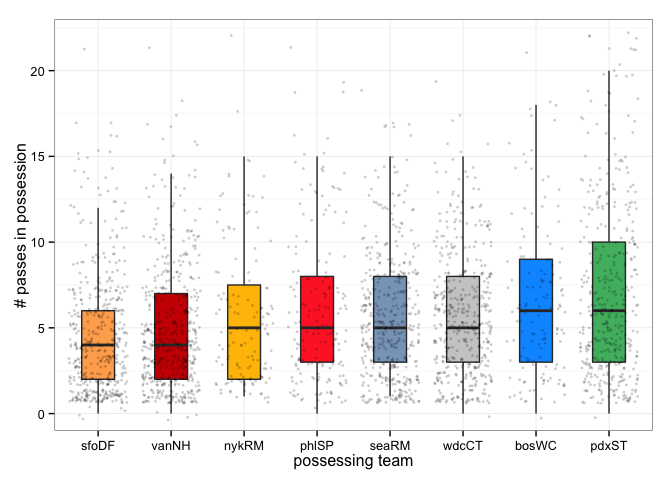 # passes in possession
20
15
10
5
0
sfoDF vanNH nykRM phlSP seaRM wdcCT bosWC pdxST
possessing team